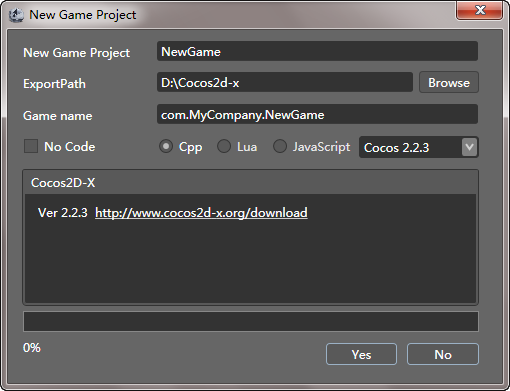 New Game Project
New Game Project NewGame
ExportPath D:\Cocos2d-x Browse
Game name com.MyCompany.NewGame
No Code Cpp Lua JavaScript Cocos 2.2.3
Cocos2D-X
Ver 2.2.3 http://www.cocos2d-x.org/download
0% Yes No